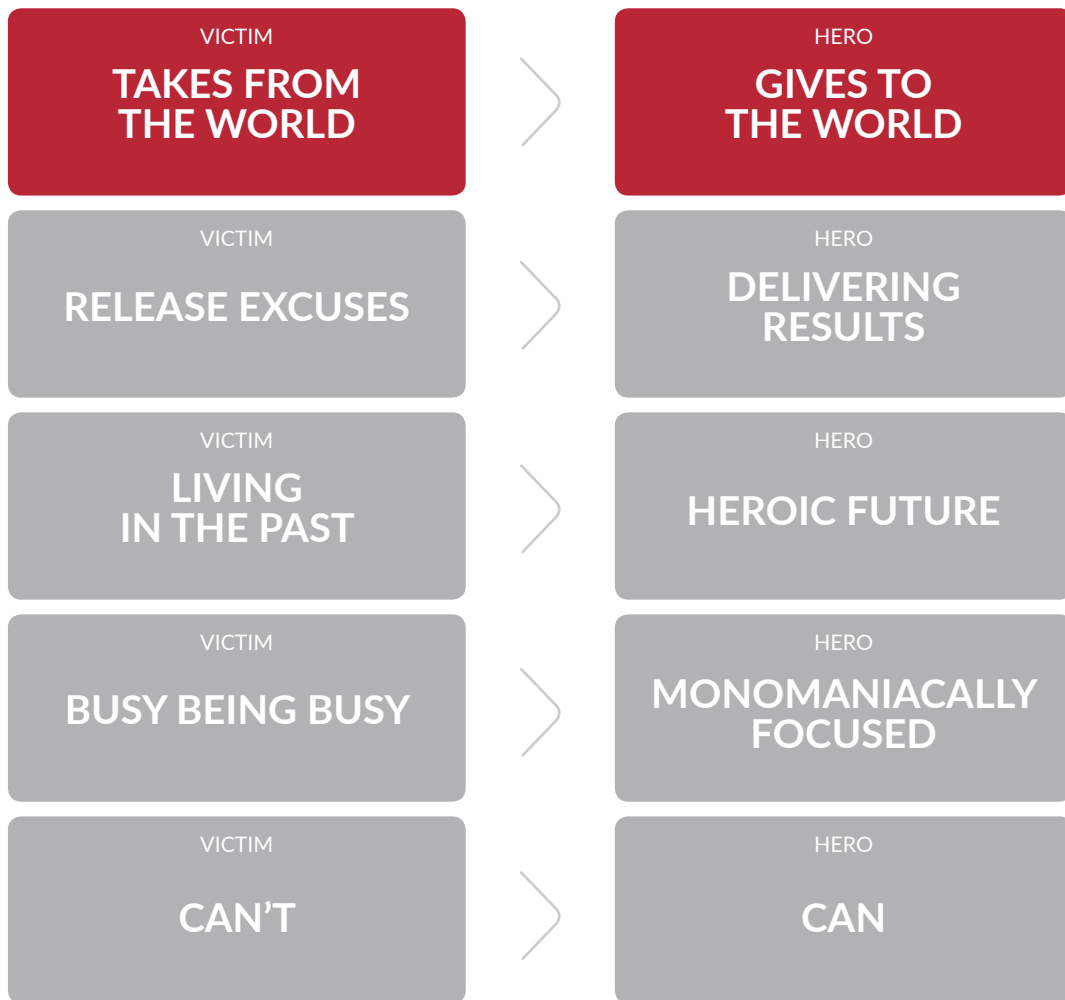 VICTIM
TAKES FROM
THE WORLD
HERO
GIVES TO
THE WORLD
VICTIM
RELEASE EXCUSES
HERO
DELIVERING
RESULTS
VICTIM
LIVING
IN THE PAST
HERO
HEROIC FUTURE
VICTIM
BUSY BEING BUSY
HERO
MONOMANIACALLY
FOCUSED
VICTIM
CAN’T
HERO
CAN